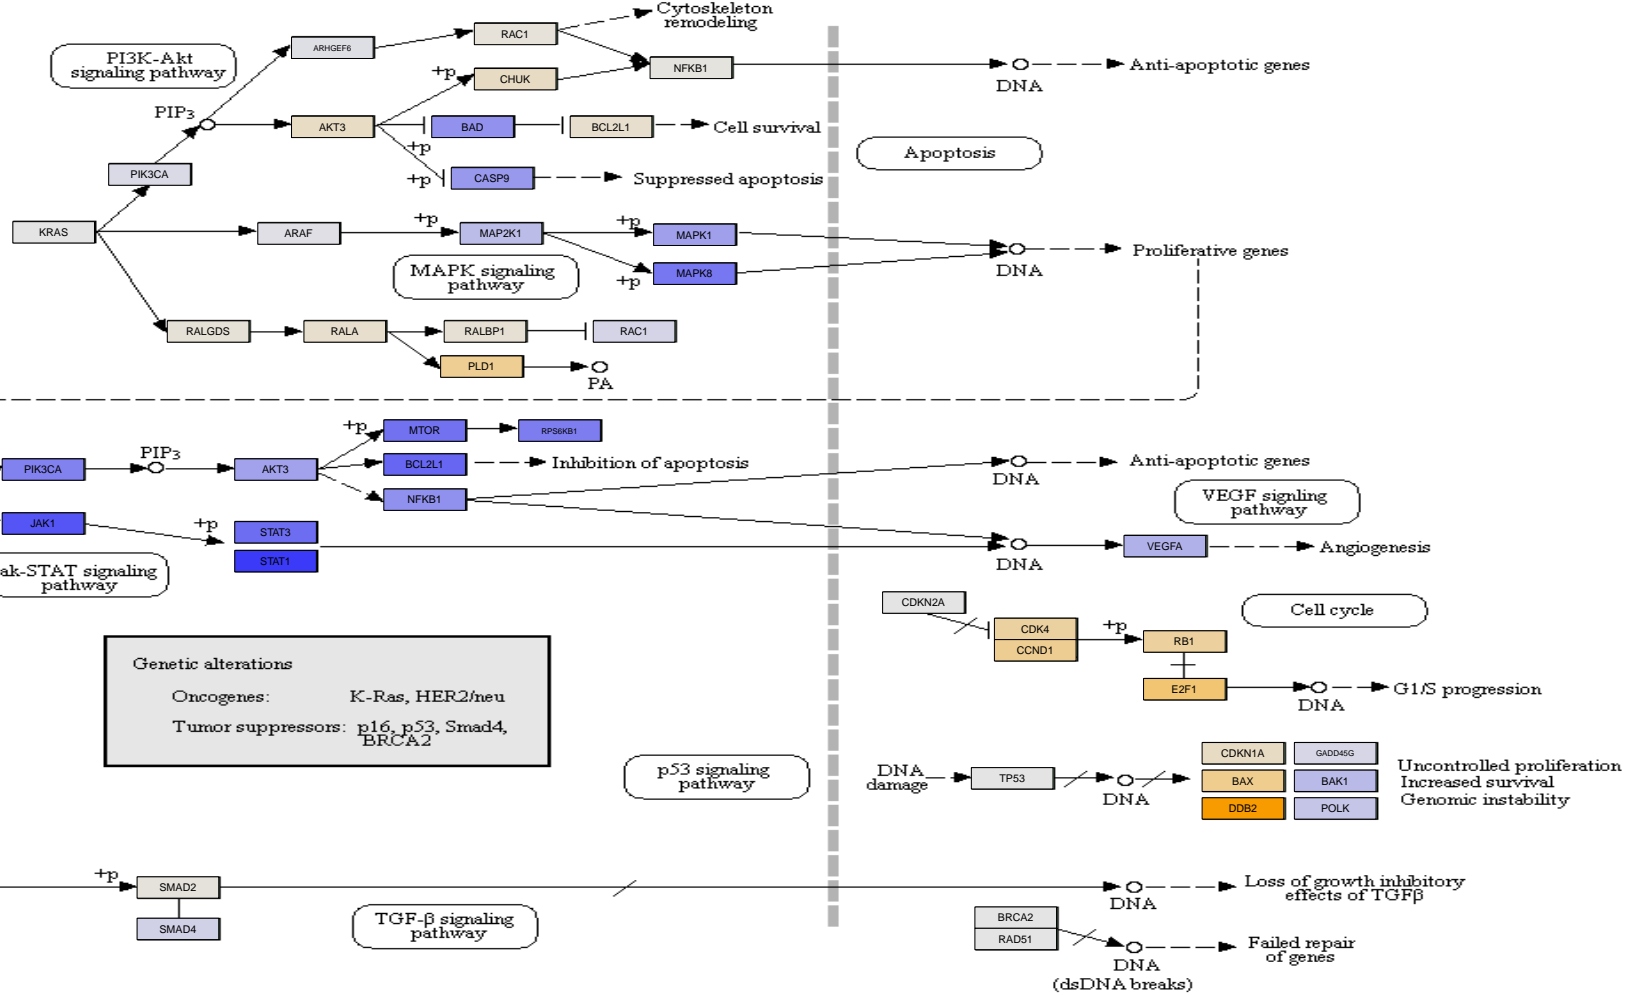 Cytoskeleton
remodeling
RAC1
ARHGEF6
PI3K-Akt
signaling pathway
NFKB1
DNA
Anti-apoptotic genes
+p
CHUK
PIP3
AKT3
BAD
BCL2L1
Cell survival
+p
Apoptosis
PIK3CA
+p
CASP9
Suppressed apoptosis
KRAS
ARAF
+p
MAP2K1
+p
MAPK1
DNA
Proliferative genes
MAPK signaling
pathway
+p
MAPK8
RALGDS
RALA
RALBP1
RAC1
PLD1
PA
+p
MTOR
RPS6KB1
PIK3CA
PIP3
AKT3
BCL2L1
Inhibition of apoptosis
DNA
Anti-apoptotic genes
NFKB1
VEGF signling
pathway
JAK1
+p
STAT3
STAT1
DNA
VEGFA
Angiogenesis
ak-STAT signaling
pathway
CDKN2A
Cell cycle
CDK4
CCND1
+p
RB1
E2F1
DNA
G1/S progression
Genetic alterations
Oncogenes: K-Ras, HER2/neu
Tumor suppressors: p16, p53, Smad4,
BRCA2
p53 signaling
pathway
DNA
damage
TP53
DNA
CDKN1A
GADD45G
BAX
BAK1
DDB2
POLK
Uncontrolled proliferation
Increased survival
Genomic instability
+p
SMAD2
SMAD4
TGF-β signaling
pathway
DNA
Loss of growth inhibitory
effects of TGFβ
BRCA2
RAD51
DNA
(dsDNA breaks)
Failed repair
of genes